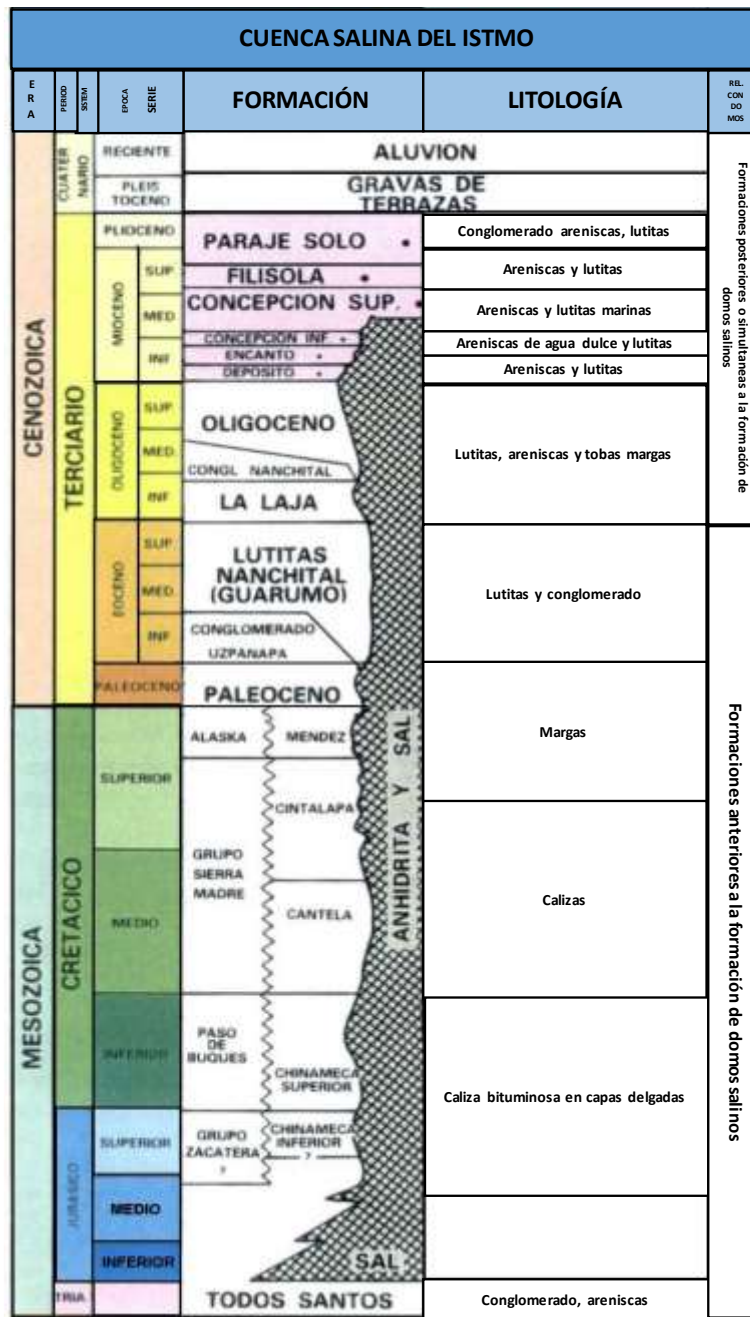 CUENCA SALINA DEL ISTMO
ERA
PERIOD
SISTEM
EPOCA
SERIE
FORMACIÓN
LITOLOGÍA
REL.
CON
DO
MOS
CENOZOICA
MESOZOICA
CUATER
NARIO
TERCIARIO
CRETACICO
JURASICO
TRIA.
RECIENTE
PLEIS
TOCENO
PLIOCENO
MIOCENO
SUP
MED
INF
OLIGOCENO
SUP
MED.
INF
EOCENO
SUP
MED.
INF
PALEOCENO
SUPERIOR
MEDIO
INFERIOR
SUPERIOR
MEDIO
INFERIOR
ALUVION
GRAVAS DE
TERRAZAS
PARAJE SOLO
FILISOLA
CONCEPCION SUP.
CONCEPCION INF
ENCANTO
DEPOSITO
OLIGOCENO
CONGL NANCHITAL
LA LAJA
LUTITAS
NANCHITAL
(GUARUMO)
CONGLOMERADO
UZPANAPA
PALEOCENO
ALASKA
MENDEZ
CINTALAPA
GRUPO
SIERRA
MADRE
CANTELA
PASO
DE
BUQUES
CHINAMECA
SUPERIOR
GRUPO
ZACATERA
?
CHINAMECA
INFERIOR
?
ANHIDRITA Y SAL
SAL
TODOS SANTOS
Conglomerado areniscas, lutitas
Areniscas y lutitas
Areniscas y lutitas marinas
Areniscas de agua dulce y lutitas
Areniscas y lutitas
Lutitas, areniscas y tobas margas
Lutitas y conglomerado
Margas
Calizas
Caliza bituminosa en capas delgadas
Conglomerado, areniscas
Formaciones posteriores o simultaneas a la formación de
domos salinos
Formaciones anteriores a la formación de domos salinos